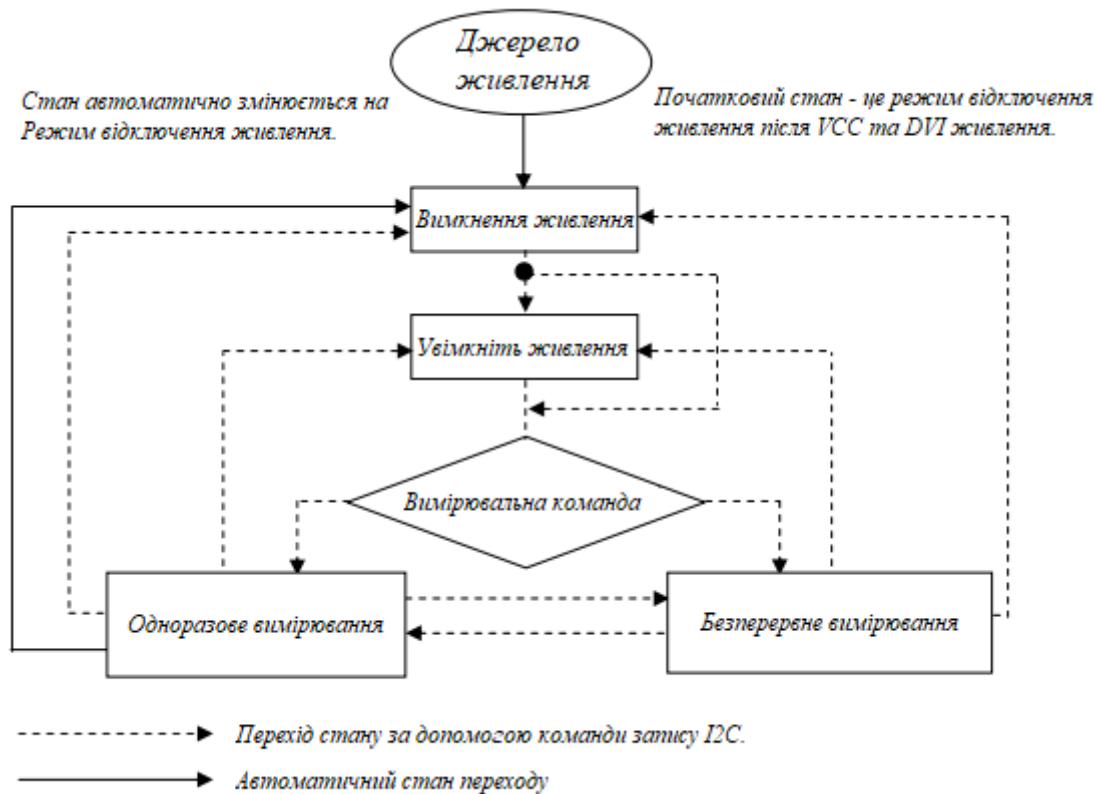 Джерело
живлення
Стан автоматично змінюється на
Режим відключення живлення.
Початковий стан - це режим відключення
живлення після VCC та DVI живлення.
Вимкнення живлення
Увімкніть живлення
Вимірювальна команда
Одноразове вимірювання
Безперервне вимірювання
Перехід стану за допомогою команди запису I2C.
Автоматичний стан переходу